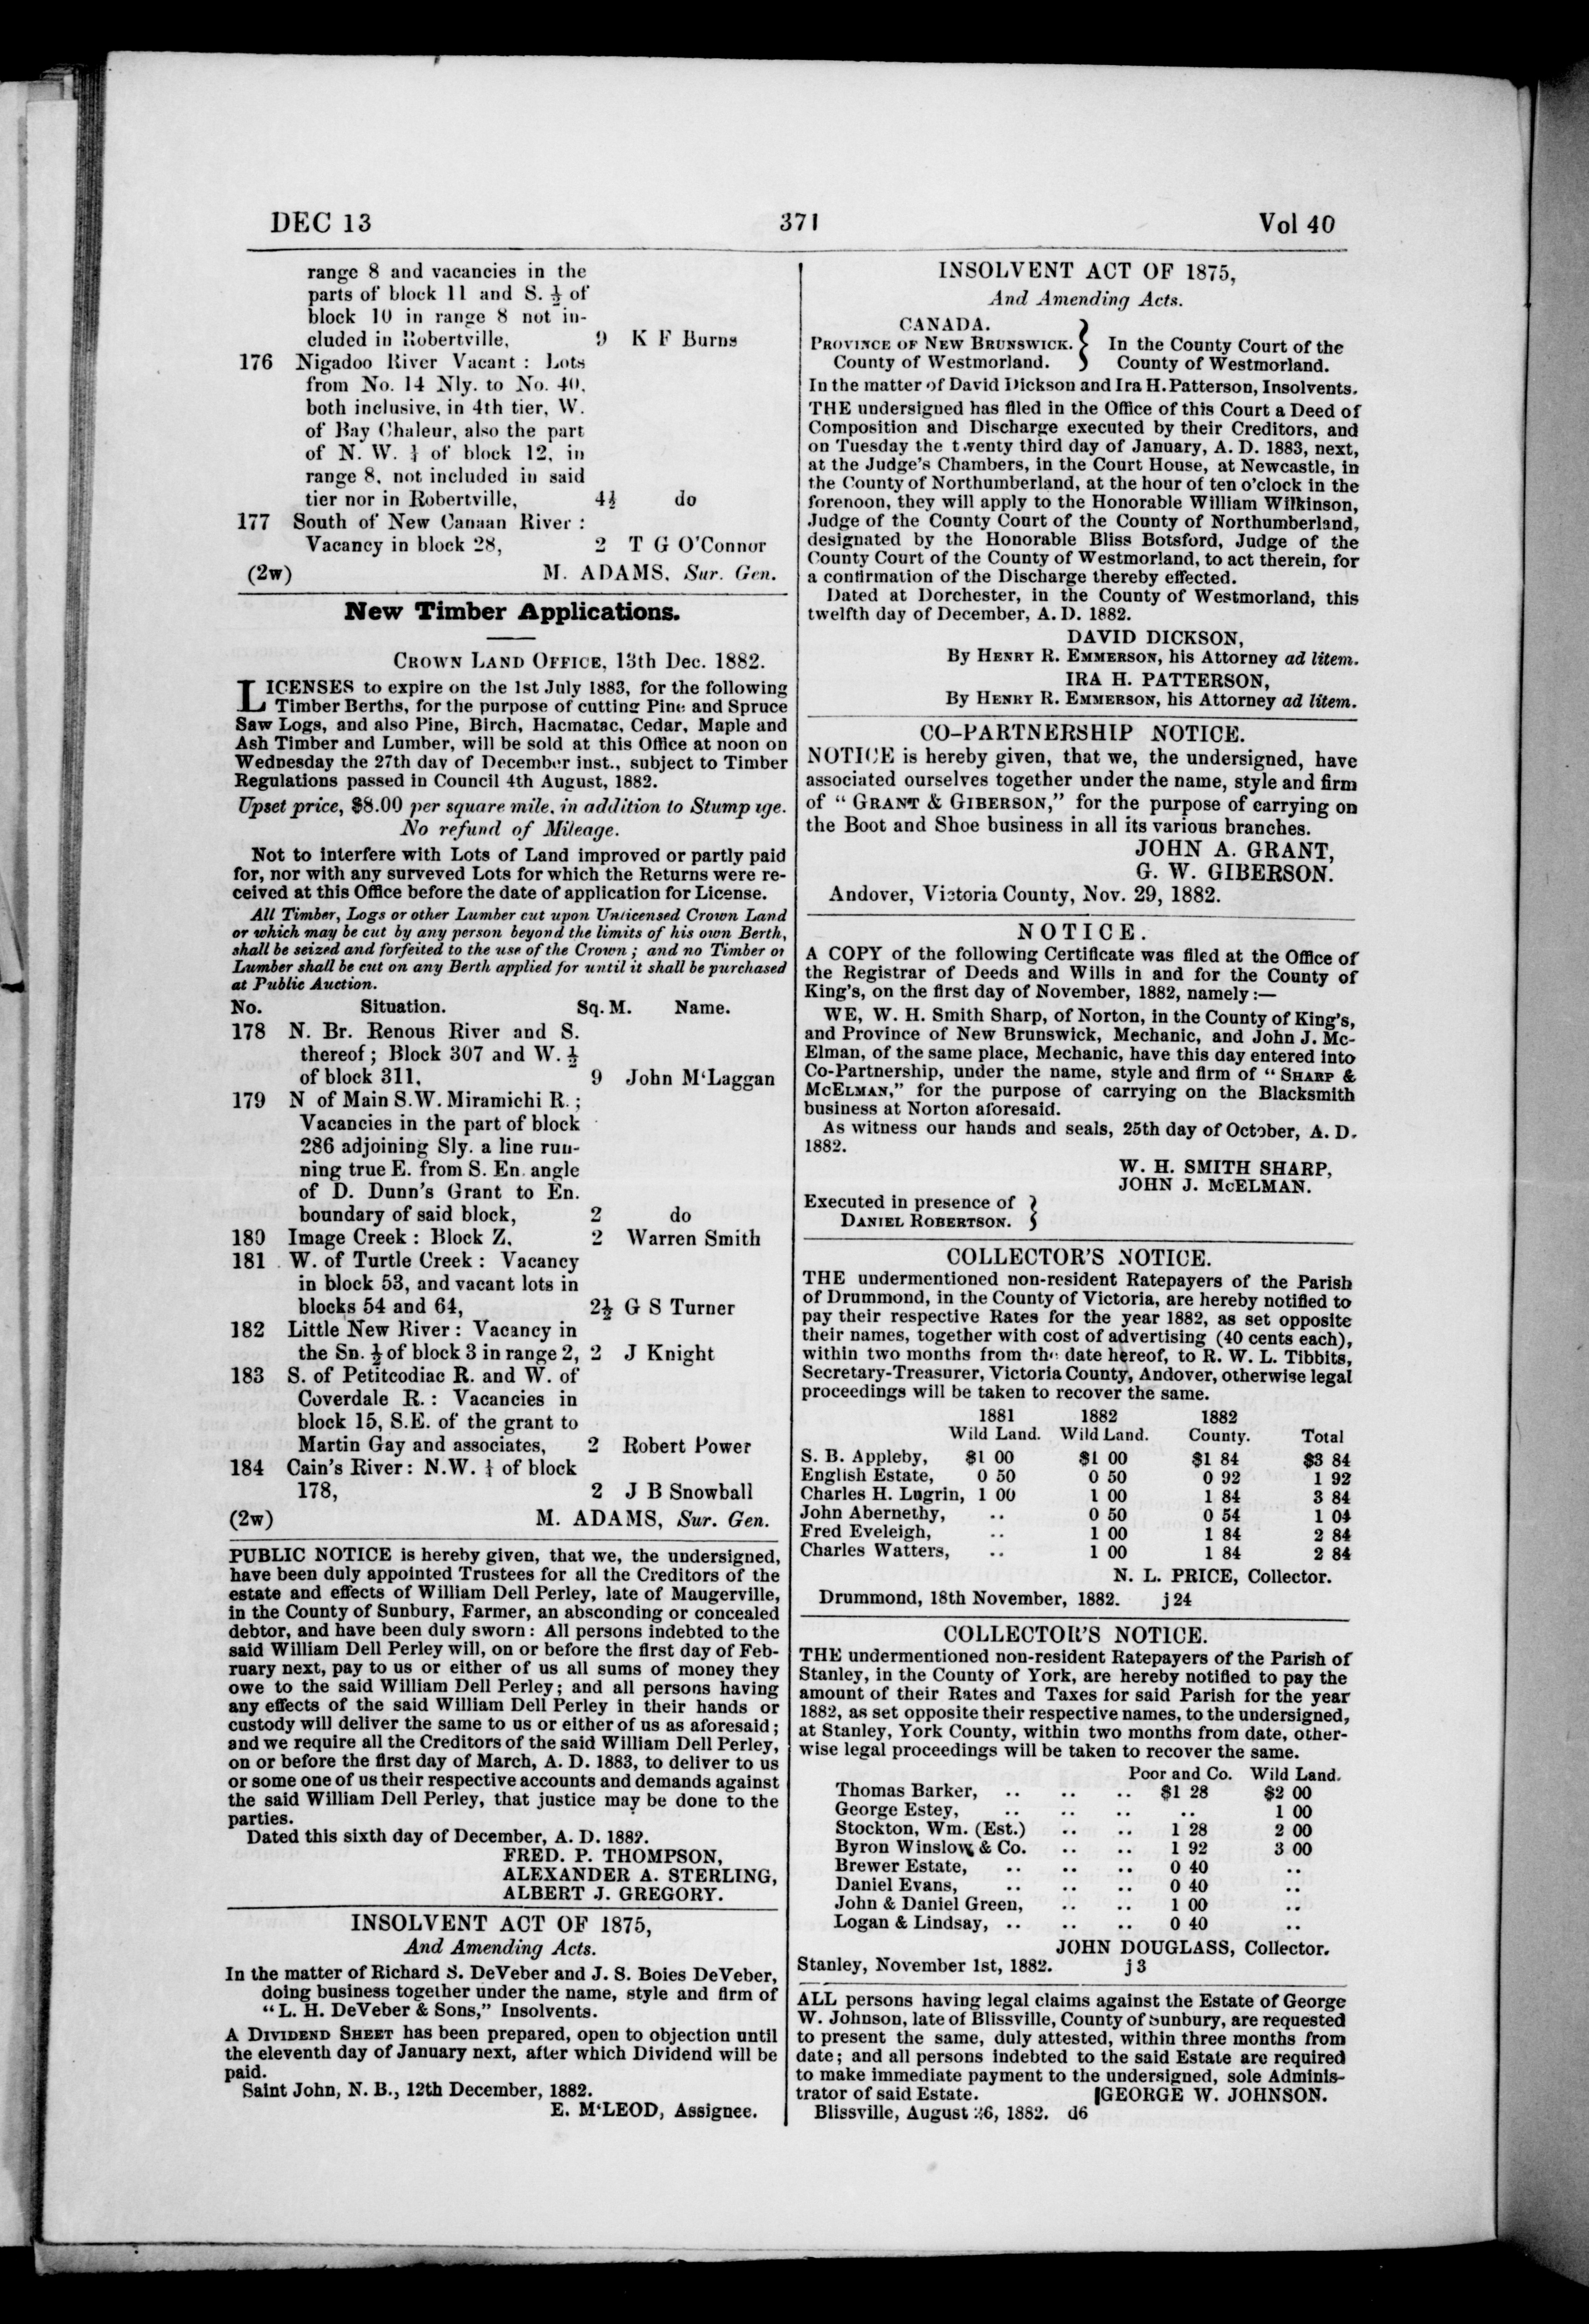 DEC 13 371 Vol 40
range 8 and vacancies in the
parts of block 11 and S. ½ of
block 10 in range 8 not in-
cluded in Robertville, 9 K F Burns
176 Nigadoo River Vacant : Lots
from No. 14 Nly. to No. 40,
both inclusive, in 4th tier, W.
of Bay Chaleur, also the part
of N. W. ¼ of block 12, in
range 8, not included in said
tier nor in Robertville, 4½ do
177 South of New Canaan River :
Vacancy in block 28, 2 T G O'Connor
(2w) M. ADAMS, Sur. Gen.
New Timber Applications.
CROWN LAND OFFICE, 13th Dec. 1882.
LICENSES to expire on the 1st July 1883, for the following
Timber Berths, for the purpose of cutting Pine and Spruce
Saw Logs, and also Pine, Birch, Hacmatac, Cedar, Maple and
Ash Timber and Lumber, will be sold at this Office at noon on
Wednesday the 27th day of December inst., subject to Timber
Regulations passed in Council 4th August, 1882.
Upset price, $8.00 per square mile, in addition to Stumpage.
No refund of Mileage.
Not to interfere with Lots of Land improved or partly paid
for, nor with any surveyed Lots for which the Returns were re-
ceived at this Office before the date of application for License.
All Timber, Logs or other Lumber cut upon Unlicensed Crown Land
or which may be cut by any person beyond the limits of his own Berth,
shall be seized and forfeited to the use of the Crown ; and no Timber or
Lumber shall be cut on any Berth applied for until it shall be purchased
at Public Auction.
No. Situation. Sq. M. Name.
178 N. Br. Renous River and S.
thereof ; Block 307 and W. ½
of block 311, 9 John M'Laggan
179 N of Main S.W. Miramichi R. ;
Vacancies in the part of block
286 adjoining Sly. a line run-
ning true E. from S. En. angle
of D. Dunn's Grant to En.
boundary of said block, 2 do
180 Image Creek : Block Z, 2 Warren Smith
181 W. of Turtle Creek : Vacancy
in block 53, and vacant lots in
blocks 54 and 64, 2½ G S Turner
182 Little New River : Vacancy in
the Sn. ½ of block 3 in range 2, 2 J Knight
183 S. of Petitcodiac R. and W. of
Coverdale R. : Vacancies in
block 15, S.E. of the grant to
Martin Gay and associates, 2 Robert Power
184 Cain's River : N.W. ¼ of block
178, 2 J B Snowball
(2w) M. ADAMS, Sur. Gen.
PUBLIC NOTICE is hereby given, that we, the undersigned,
have been duly appointed Trustees for all the Creditors of the
estate and effects of William Dell Perley, late of Maugerville,
in the County of Sunbury, Farmer, an absconding or concealed
debtor, and have been duly sworn : All persons indebted to the
said William Dell Perley will, on or before the first day of Feb-
ruary next, pay to us or either of us all sums of money they
owe to the said William Dell Perley; and all persons having
any effects of the said William Dell Perley in their hands or
custody will deliver the same to us or either of us as aforesaid ;
and we require all the Creditors of the said William Dell Perley,
on or before the first day of March, A. D. 1883, to deliver to us
or some one of us their respective accounts and demands against
the said William Dell Perley, that justice may be done to the
parties.
Dated this sixth day of December, A. D. 1882.
FRED. P. THOMPSON,
ALEXANDER A. STERLING,
ALBERT J. GREGORY.
INSOLVENT ACT OF 1875,
And Amending Acts.
In the matter of Richard S. DeVeber and J. S. Boies DeVeber,
doing business together under the name, style and firm of
"L. H. DeVeber & Sons," Insolvents.
A DIVIDEND SHEET has been prepared, open to objection until
the eleventh day of January next, after which Dividend will be
paid.
Saint John, N. B., 12th December, 1882.
E. M'LEOD, Assignee.
INSOLVENT ACT OF 1875,
And Amending Acts.
CANADA.
PROVINCE OF NEW BRUNSWICK. } In the County Court of the
County of Westmorland. County of Westmorland.
In the matter of David Dickson and Ira H. Patterson, Insolvents.
THE undersigned has filed in the Office of this Court a Deed of
Composition and Discharge executed by their Creditors, and
on Tuesday the twenty third day of January, A. D. 1883, next,
at the Judge's Chambers, in the Court House, at Newcastle, in
the County of Northumberland, at the hour of ten o'clock in the
forenoon, they will apply to the Honorable William Wilkinson,
Judge of the County Court of the County of Northumberland,
designated by the Honorable Bliss Botsford, Judge of the
County Court of the County of Westmorland, to act therein, for
a confirmation of the Discharge thereby effected.
Dated at Dorchester, in the County of Westmorland, this
twelfth day of December, A. D. 1882.
DAVID DICKSON,
By HENRY R. EMMERSON, his Attorney ad litem.
IRA H. PATTERSON,
By HENRY R. EMMERSON, his Attorney ad litem.
CO-PARTNERSHIP NOTICE.
NOTICE is hereby given, that we, the undersigned, have
associated ourselves together under the name, style and firm
of " GRANT & GIBERSON," for the purpose of carrying on
the Boot and Shoe business in all its various branches.
JOHN A. GRANT,
G. W. GIBERSON.
Andover, Victoria County, Nov. 29, 1882.
NOTICE.
A COPY of the following Certificate was filed at the Office of
the Registrar of Deeds and Wills in and for the County of
King's, on the first day of November, 1882, namely :—
WE, W. H. Smith Sharp, of Norton, in the County of King's,
and Province of New Brunswick, Mechanic, and John J. Mc-
Elman, of the same place, Mechanic, have this day entered into
Co-Partnership, under the name, style and firm of " SHARP &
MCELMAN," for the purpose of carrying on the Blacksmith
business at Norton aforesaid.
As witness our hands and seals, 25th day of October, A. D.
1882.
W. H. SMITH SHARP,
JOHN J. McELMAN.
Executed in presence of }
DANIEL ROBERTSON.
COLLECTOR'S NOTICE.
THE undermentioned non-resident Ratepayers of the Parish
of Drummond, in the County of Victoria, are hereby notified to
pay their respective Rates for the year 1882, as set opposite
their names, together with cost of advertising (40 cents each),
within two months from the date hereof, to R. W. L. Tibbits,
Secretary-Treasurer, Victoria County, Andover, otherwise legal
proceedings will be taken to recover the same.
1881 1882 1882
Wild Land. Wild Land. County. Total
S. B. Appleby, $1 00 $1 00 $1 84 $3 84
English Estate, 0 50 0 50 0 92 1 92
Charles H. Lugrin, 1 00 1 00 1 84 3 84
John Abernethy, .. 0 50 0 54 1 04
Fred Eveleigh, .. 1 00 1 84 2 84
Charles Watters, .. 1 00 1 84 2 84
N. L. PRICE, Collector.
Drummond, 18th November, 1882. j 24
COLLECTOR'S NOTICE.
THE undermentioned non-resident Ratepayers of the Parish of
Stanley, in the County of York, are hereby notified to pay the
amount of their Rates and Taxes for said Parish for the year
1882, as set opposite their respective names, to the undersigned,
at Stanley, York County, within two months from date, other-
wise legal proceedings will be taken to recover the same.
Poor and Co. Wild Land.
Thomas Barker, .. .. .. $1 28 $2 00
George Estey, .. .. .. .. 1 00
Stockton, Wm. (Est.) .. .. 1 28 2 00
Byron Winslow & Co. .. .. 1 92 3 00
Brewer Estate, .. .. .. 0 40 ..
Daniel Evans, .. .. .. 0 40 ..
John & Daniel Green, .. .. 1 00 ..
Logan & Lindsay, .. .. .. 0 40 ..
JOHN DOUGLASS, Collector.
Stanley, November 1st, 1882. j 3
ALL persons having legal claims against the Estate of George
W. Johnson, late of Blissville, County of Sunbury, are requested
to present the same, duly attested, within three months from
date; and all persons indebted to the said Estate are required
to make immediate payment to the undersigned, sole Adminis-
trator of said Estate. GEORGE W. JOHNSON.
Blissville, August 26, 1882. d6